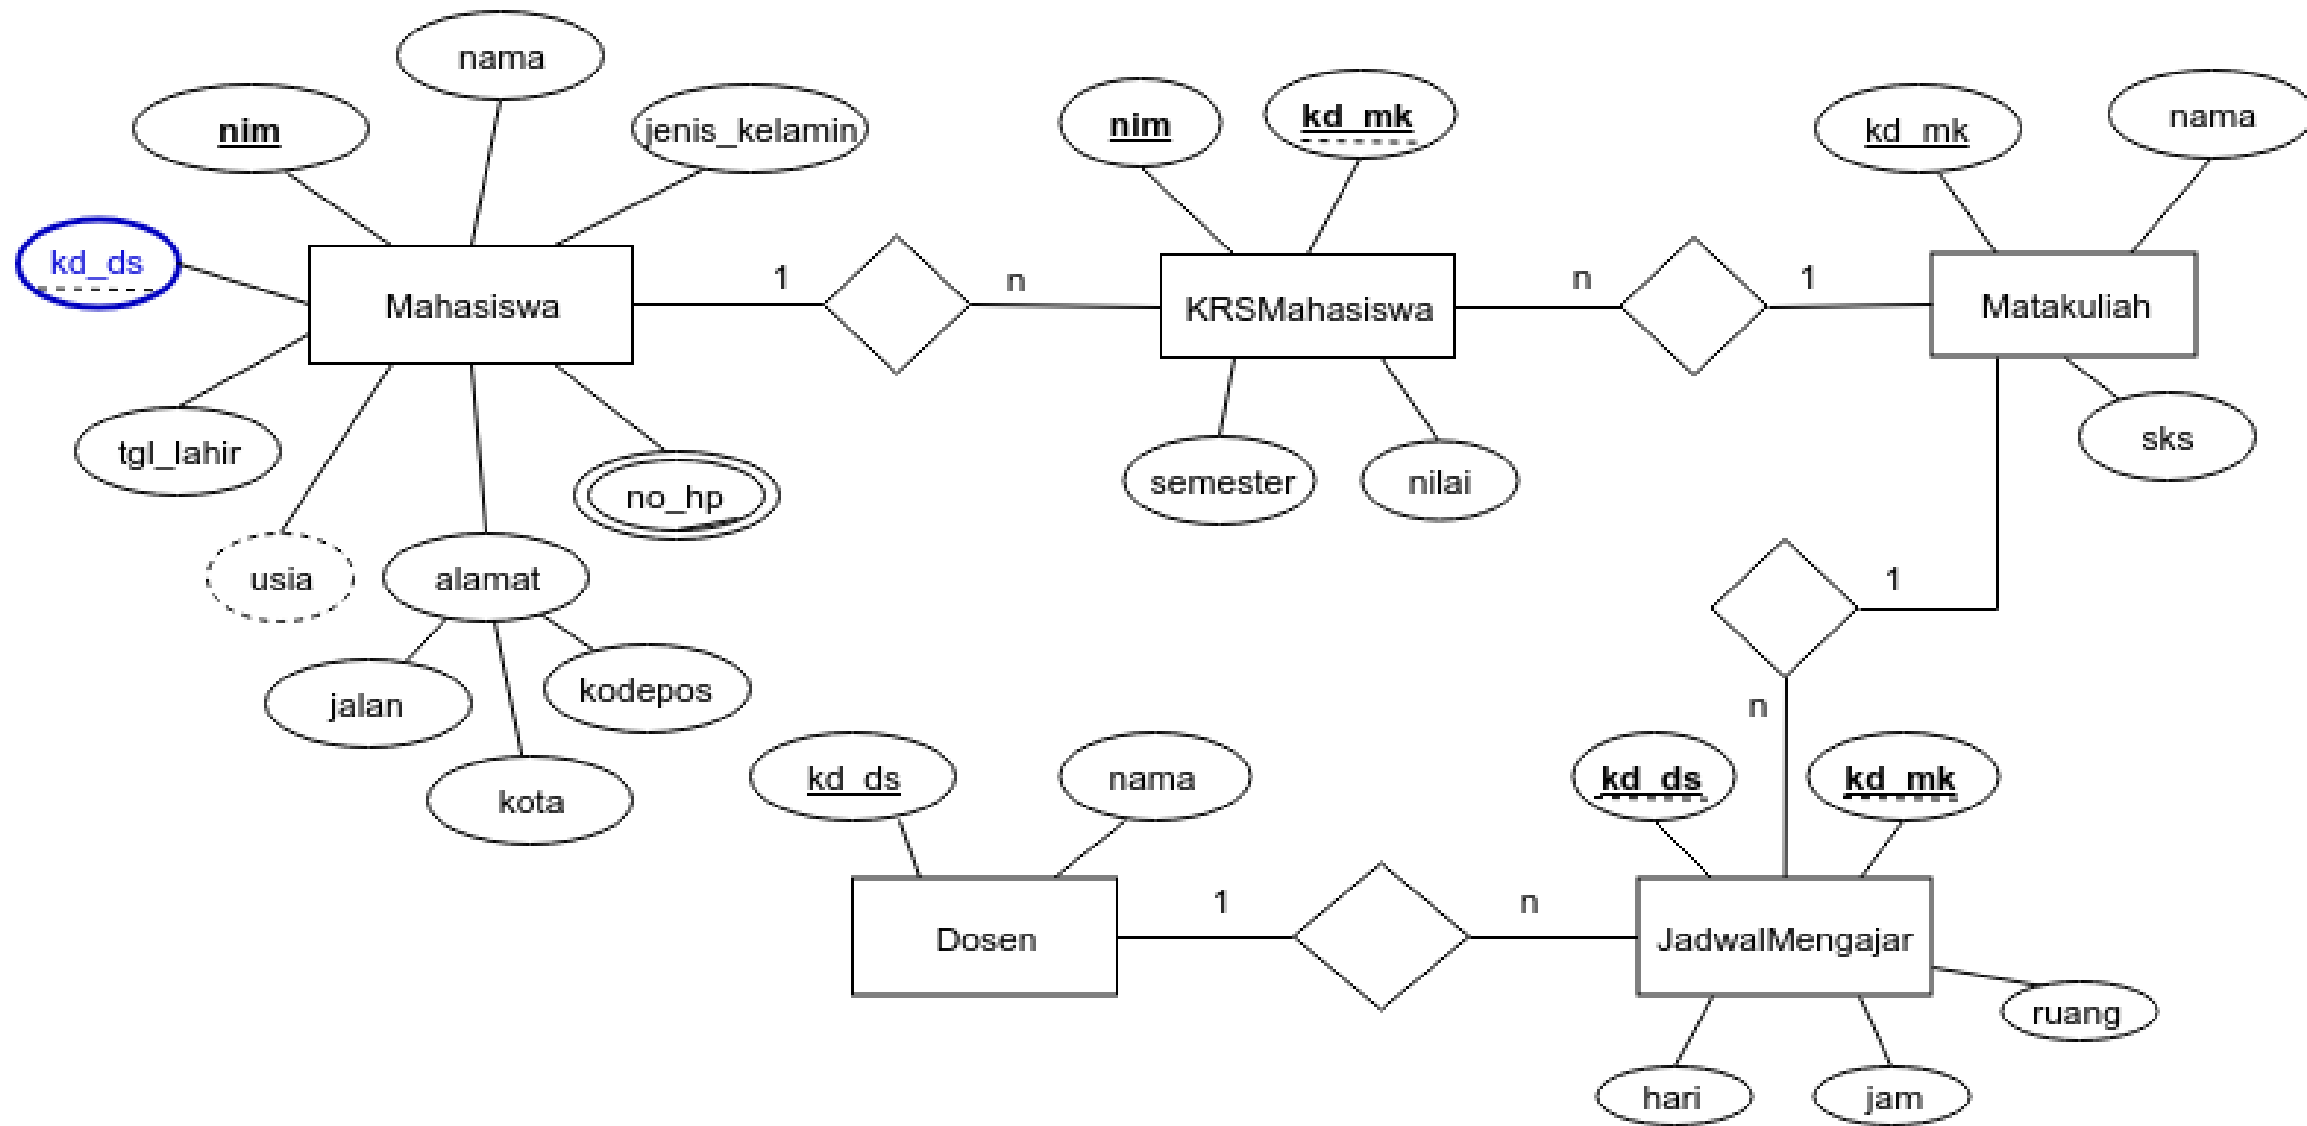 nama
nim
jenis_kelamin
kd_ds
Mahasiswa
1
n
tgl_lahir
usia
alamat
no_hp
jalan
kota
kodepos
nim
kd_mk
KRSMahasiswa
semester
nilai
n
1
kd_mk
nama
Matakuliah
sks
1
n
kd_ds
nama
Dosen
1
n
kd_ds
kd_mk
JadwalMengajar
ruang
hari
jam